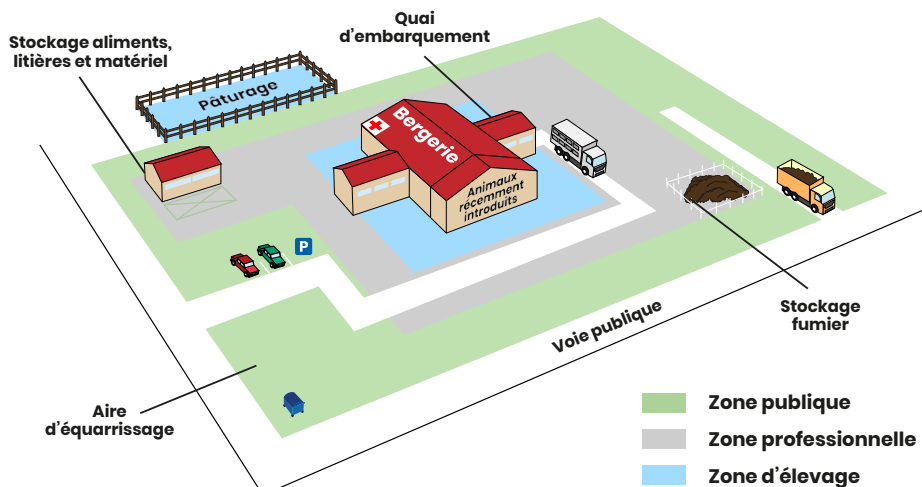 Quai
d'embarquement
Stockage aliments,
litières et matériel
Pâturage
Bergerie
Animaux
récemment
introduits
P
Stockage
fumier
Voie publique
Aire
d'équarrissage
Zone publique
Zone professionnelle
Zone d'élevage